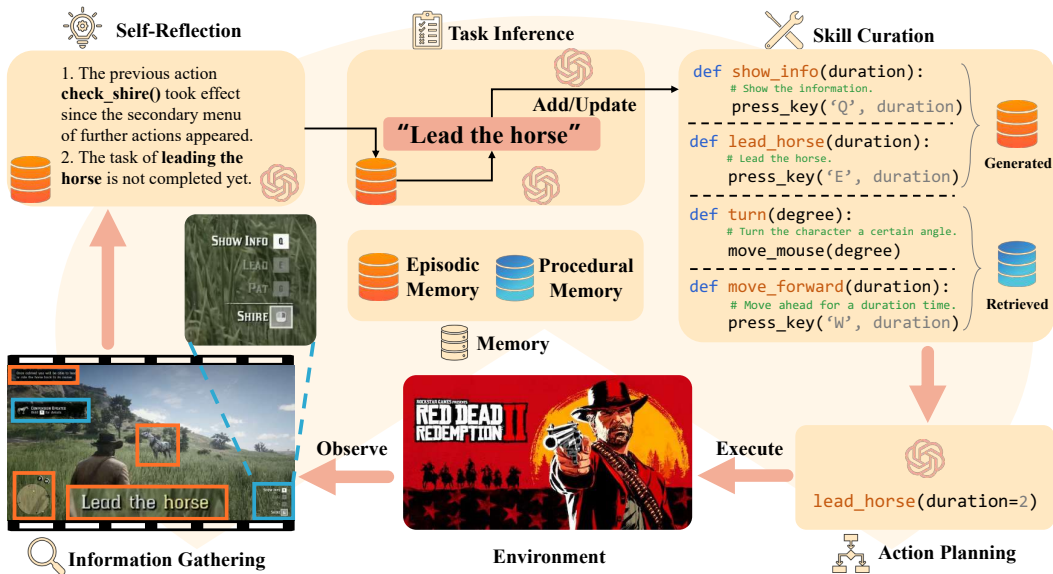 Self-Reflection
1. The previous action
check_shire() took effect
since the secondary menu
of further actions appeared.
2. The task of leading the
horse is not completed yet.
Task Inference
Add/Update
“Lead the horse”
Skill Curation
def show_info(duration):
# Show the information.
press_key(‘Q’, duration)
def lead_horse(duration):
# Lead the horse.
press_key(‘E’, duration)
Generated
def turn(degree):
# Turn the character a certain angle.
move_mouse(degree)
def move_forward(duration):
# Move ahead for a duration time.
press_key(‘W’, duration)
Retrieved
SHOW INFO Q
LEAD E
PAT
SHIRE
Episodic
Memory
Procedural
Memory
Memory
Lead the horse
Information Gathering
Observe
ROCKSTAR GAMES PRESENTS
RED DEAD
REDEMPTION II
Environment
Execute
lead_horse(duration=2)
Action Planning